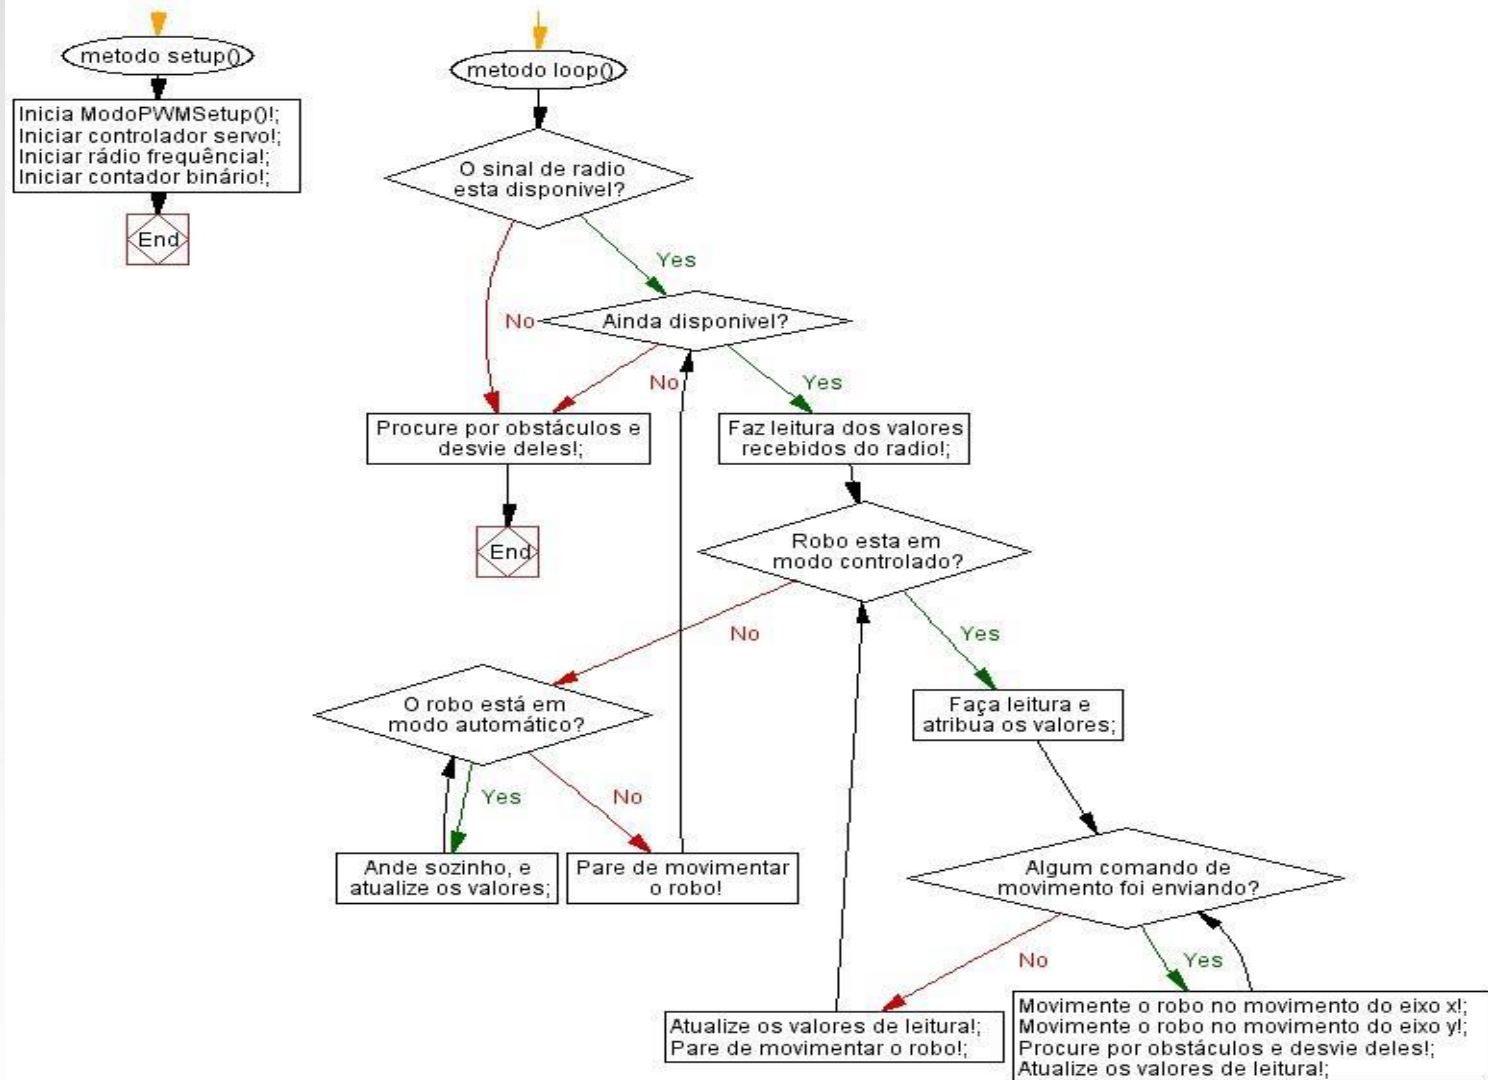 metodo setup()
Inicia ModoPWMSetup()!;
Iniciar controlador servo!;
Iniciar rádio frequência!;
Iniciar contador binário!;
End
metodo loop()
O sinal de radio
esta disponivel?
No
Yes
Ainda disponivel?
No
Yes
Procure por obstáculos e
desvie deles!;
End
Faz leitura dos valores
recebidos do radio!;
Robo esta em
modo controlado?
No
Yes
O robo está em
modo automático?
Yes
No
Ande sozinho, e
atualize os valores;
Pare de movimentar
o robo!
Faça leitura e
atribua os valores;
Algum comando de
movimento foi enviando?
No
Yes
Atualize os valores de leitura!;
Pare de movimentar o robo!;
Movimente o robo no movimento do eixo x!;
Movimente o robo no movimento do eixo y!;
Procure por obstáculos e desvie deles!;
Atualize os valores de leitura!;